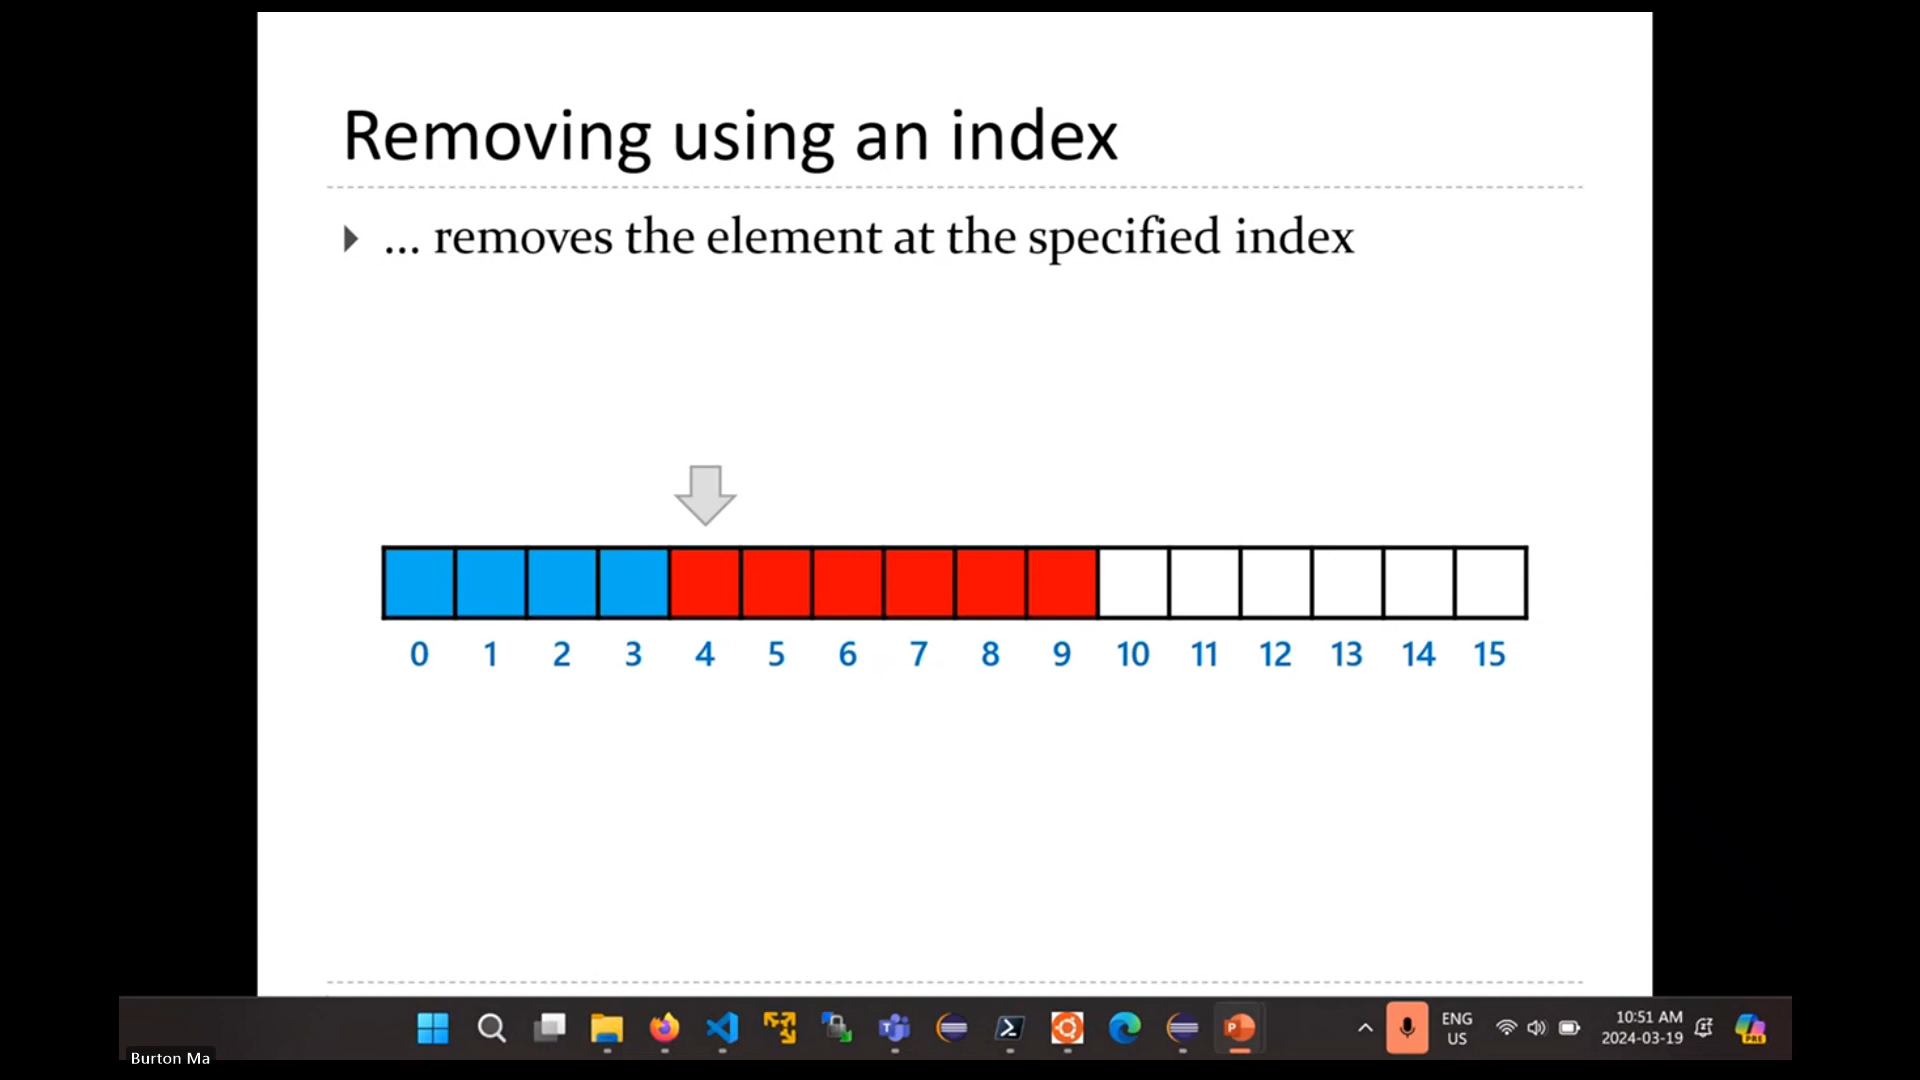 Removing using an index
... removes the element at the specified index
0 1 2 3 4 5 6 7 8 9 10 11 12 13 14 15
ENG
US
10:51 AM
2024-03-19
PRE
Burton Ma